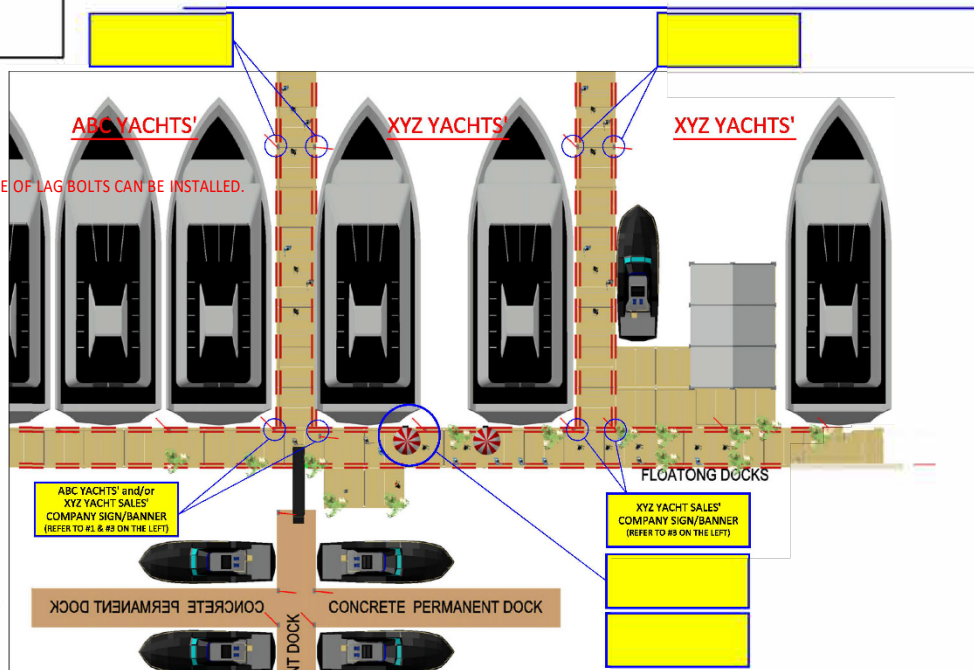 ABC YACHTS'
XYZ YACHTS'
XYZ YACHTS'
E OF LAG BOLTS CAN BE INSTALLED.
FLOATONG DOCKS
ABC YACHTS' and/or
XYZ YACHT SALES'
COMPANY SIGN/BANNER
(REFER TO #1 & #3 ON THE LEFT)
XYZ YACHT SALES'
COMPANY SIGN/BANNER
(REFER TO #3 ON THE LEFT)
CONCRETE PERMANENT DOCK
CONCRETE PERMANENT DOCK
NT DOCK